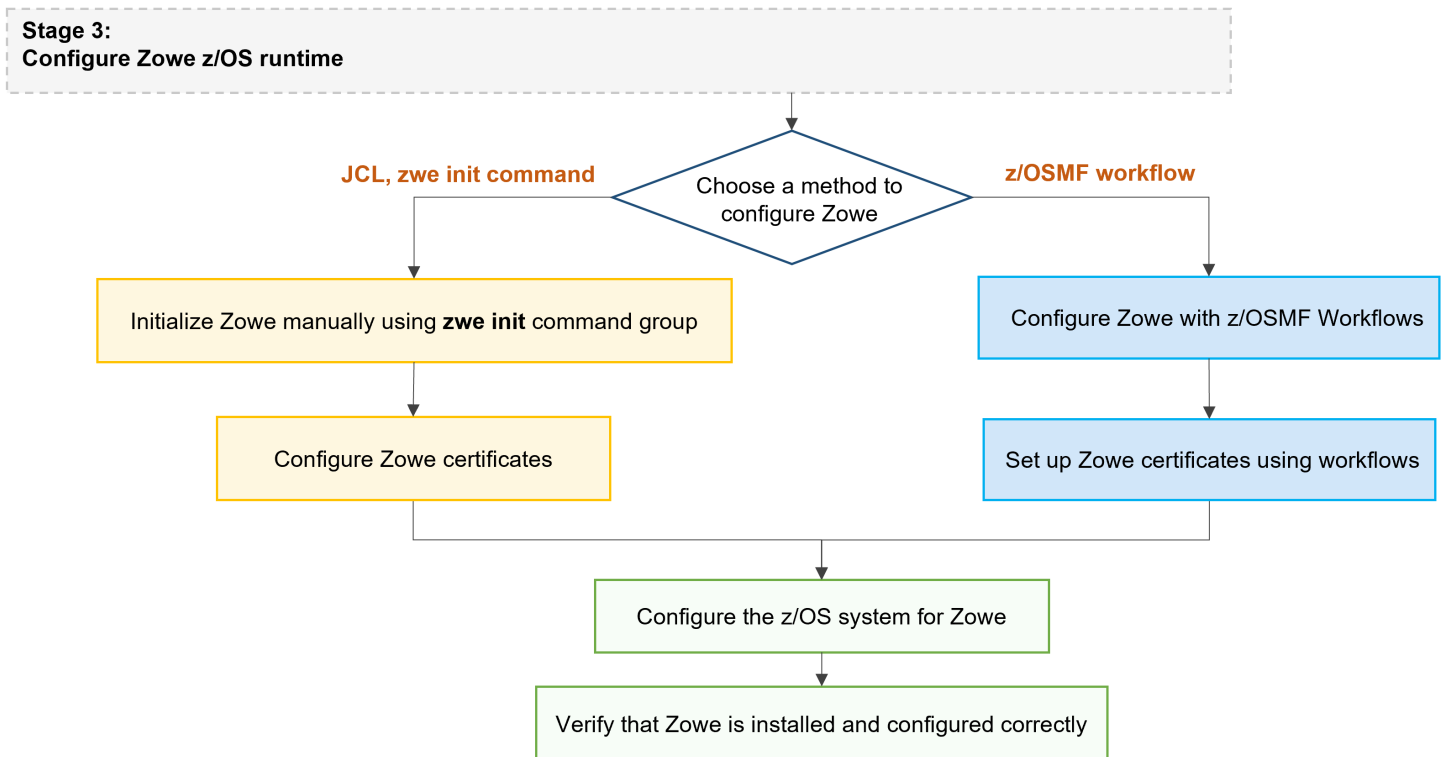 Stage 3:
Configure Zowe z/OS runtime
JCL, zwe init command
z/OSMF workflow
Choose a method to
configure Zowe
Initialize Zowe manually using zwe init command group
Configure Zowe with z/OSMF Workflows
Configure Zowe certificates
Set up Zowe certificates using workflows
Configure the z/OS system for Zowe
Verify that Zowe is installed and configured correctly